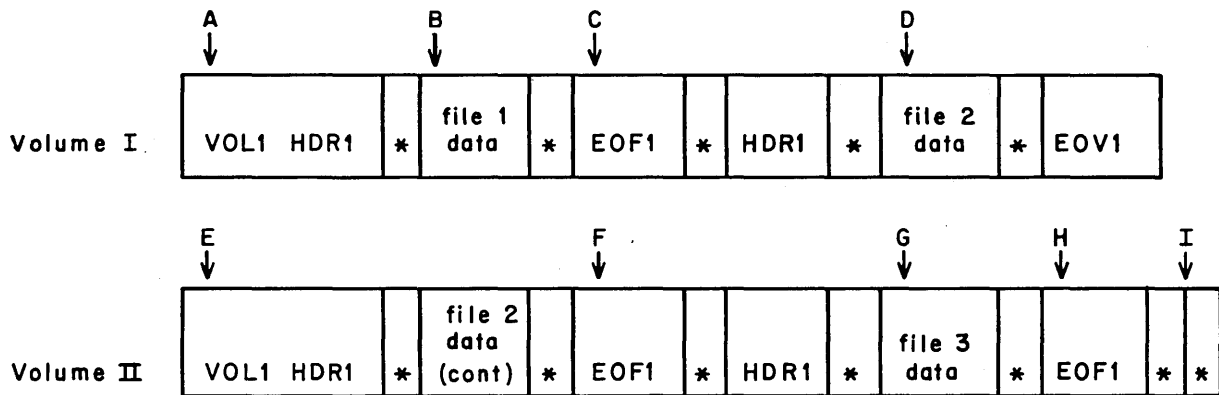 A B C D
file 1 file 2
data data
Volume I VOL1 HDR1 * * EOF1 * HDR1 * * EOV1
E F G H I
file 2
data file 3
Volume II VOL1 HDR1 * (cont) * EOF1 * HDR1 * data * EOF1 * *